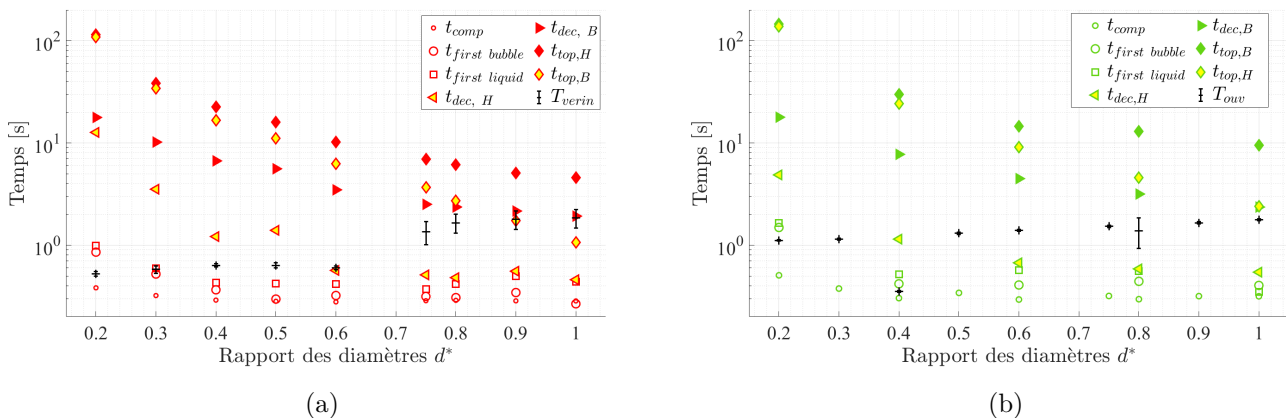 t_comp
t_first bubble
t_first liquid
t_dec, H
t_dec, B
t_top,H
t_top,B
T_verin
10^2
10^1
10^0
Temps [s]
0.2 0.3 0.4 0.5 0.6 0.7 0.8 0.9 1
Rapport des diamètres d*
(a)
t_comp
t_first bubble
t_first liquid
t_dec,H
t_dec,B
t_top,B
t_top,H
T_ouv
10^2
10^1
10^0
Temps [s]
0.2 0.3 0.4 0.5 0.6 0.7 0.8 0.9 1
Rapport des diamètres d*
(b)